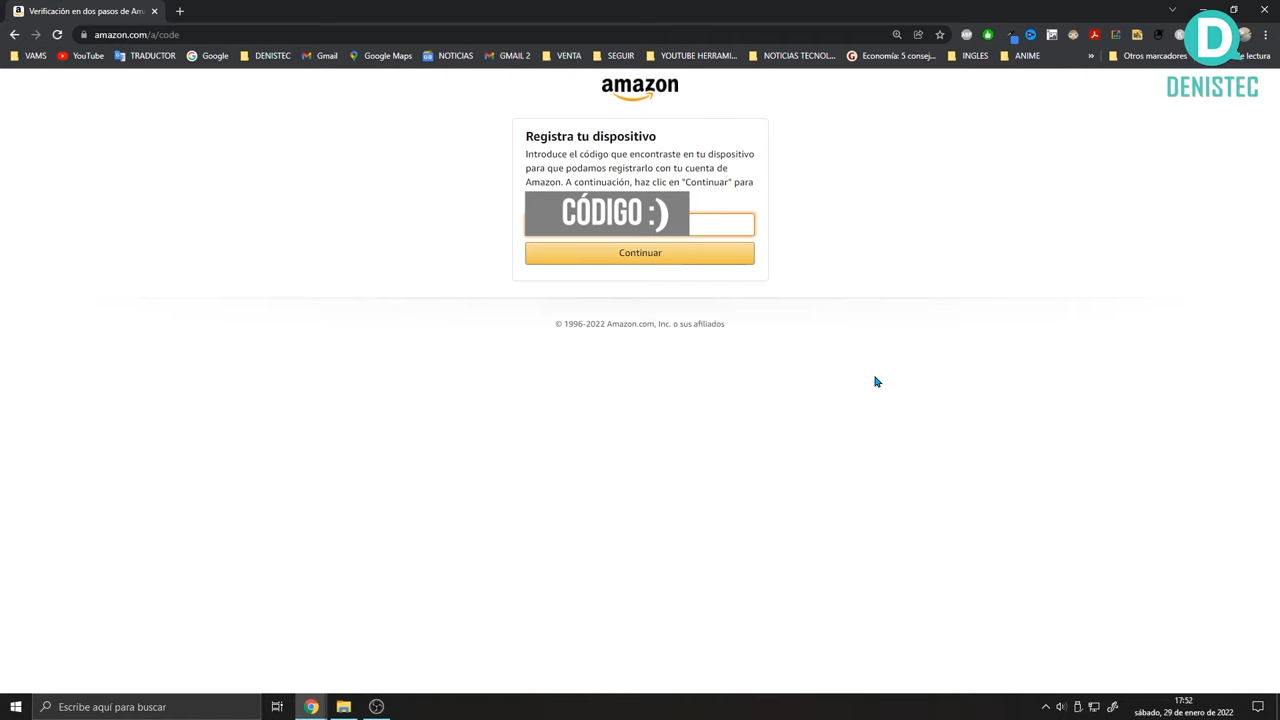 Verificación en dos pasos de Am
amazon.com/a/code
VAMS
YouTube
TRADUCTOR
Google
DENISTEC
Gmail
Google Maps
NOTICIAS
GMAIL 2
VENTA
SEGUIR
YOUTUBE HERRAMI...
NOTICIAS TECNOL...
Economía: 5 consej...
INGLES
ANIME
»
Otros marcadores
de lectura
D
DENISTEC
amazon
Registra tu dispositivo
Introduce el código que encontraste en tu dispositivo
para que podamos registrarlo con tu cuenta de
Amazon. A continuación, haz clic en "Continuar" para
CÓDIGO :)
Continuar
© 1996-2022 Amazon.com, Inc. o sus afiliados
Escribe aquí para buscar
17:52
sábado, 29 de enero de 2022